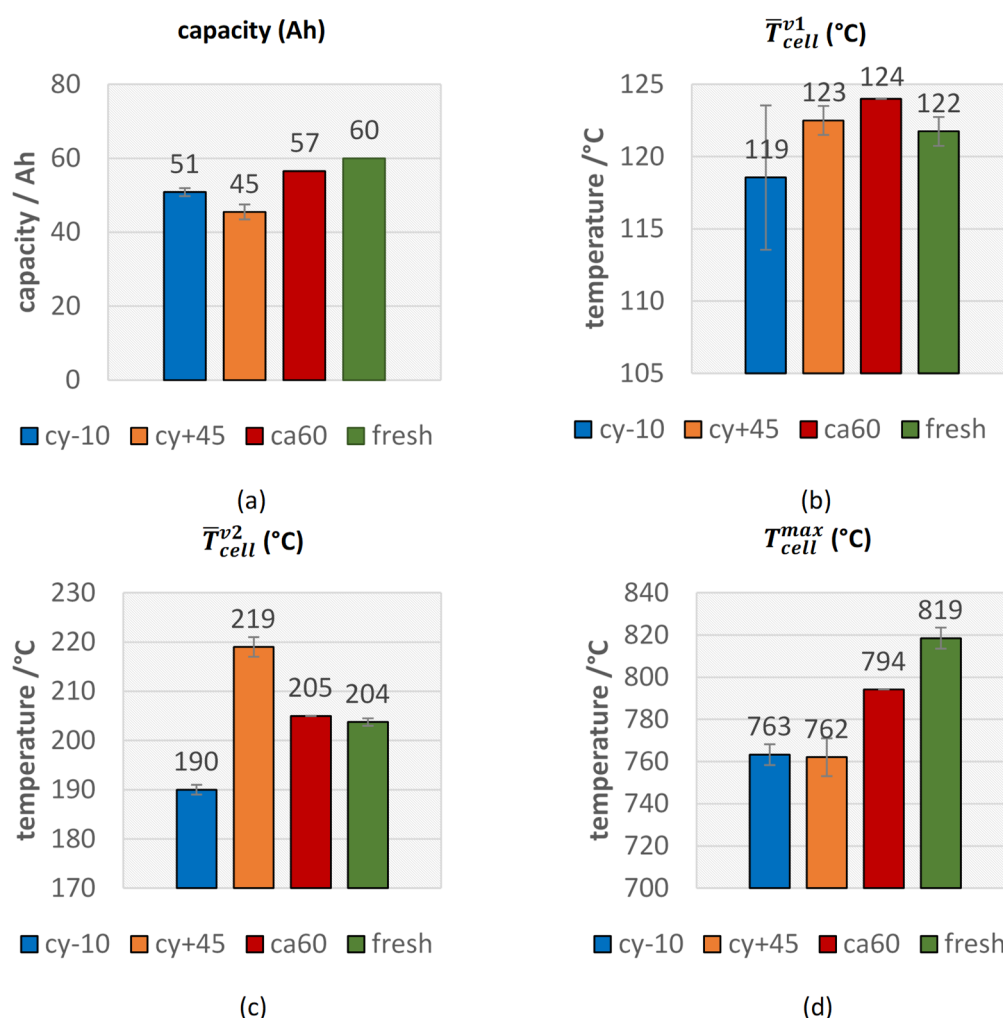 capacity (Ah)
80
60
40
20
0
capacity / Ah
51
45
57
60
cy-10 cy+45 ca60 fresh
(a)
T̅ᵛ¹cell (°C)
125
120
115
110
105
temperature /°C
119
123
124
122
cy-10 cy+45 ca60 fresh
(b)
T̅ᵛ²cell (°C)
230
220
210
200
190
180
170
temperature /°C
190
219
205
204
cy-10 cy+45 ca60 fresh
(c)
Tᵐᵃˣcell (°C)
840
820
800
780
760
740
720
700
temperature /°C
763
762
794
819
cy-10 cy+45 ca60 fresh
(d)